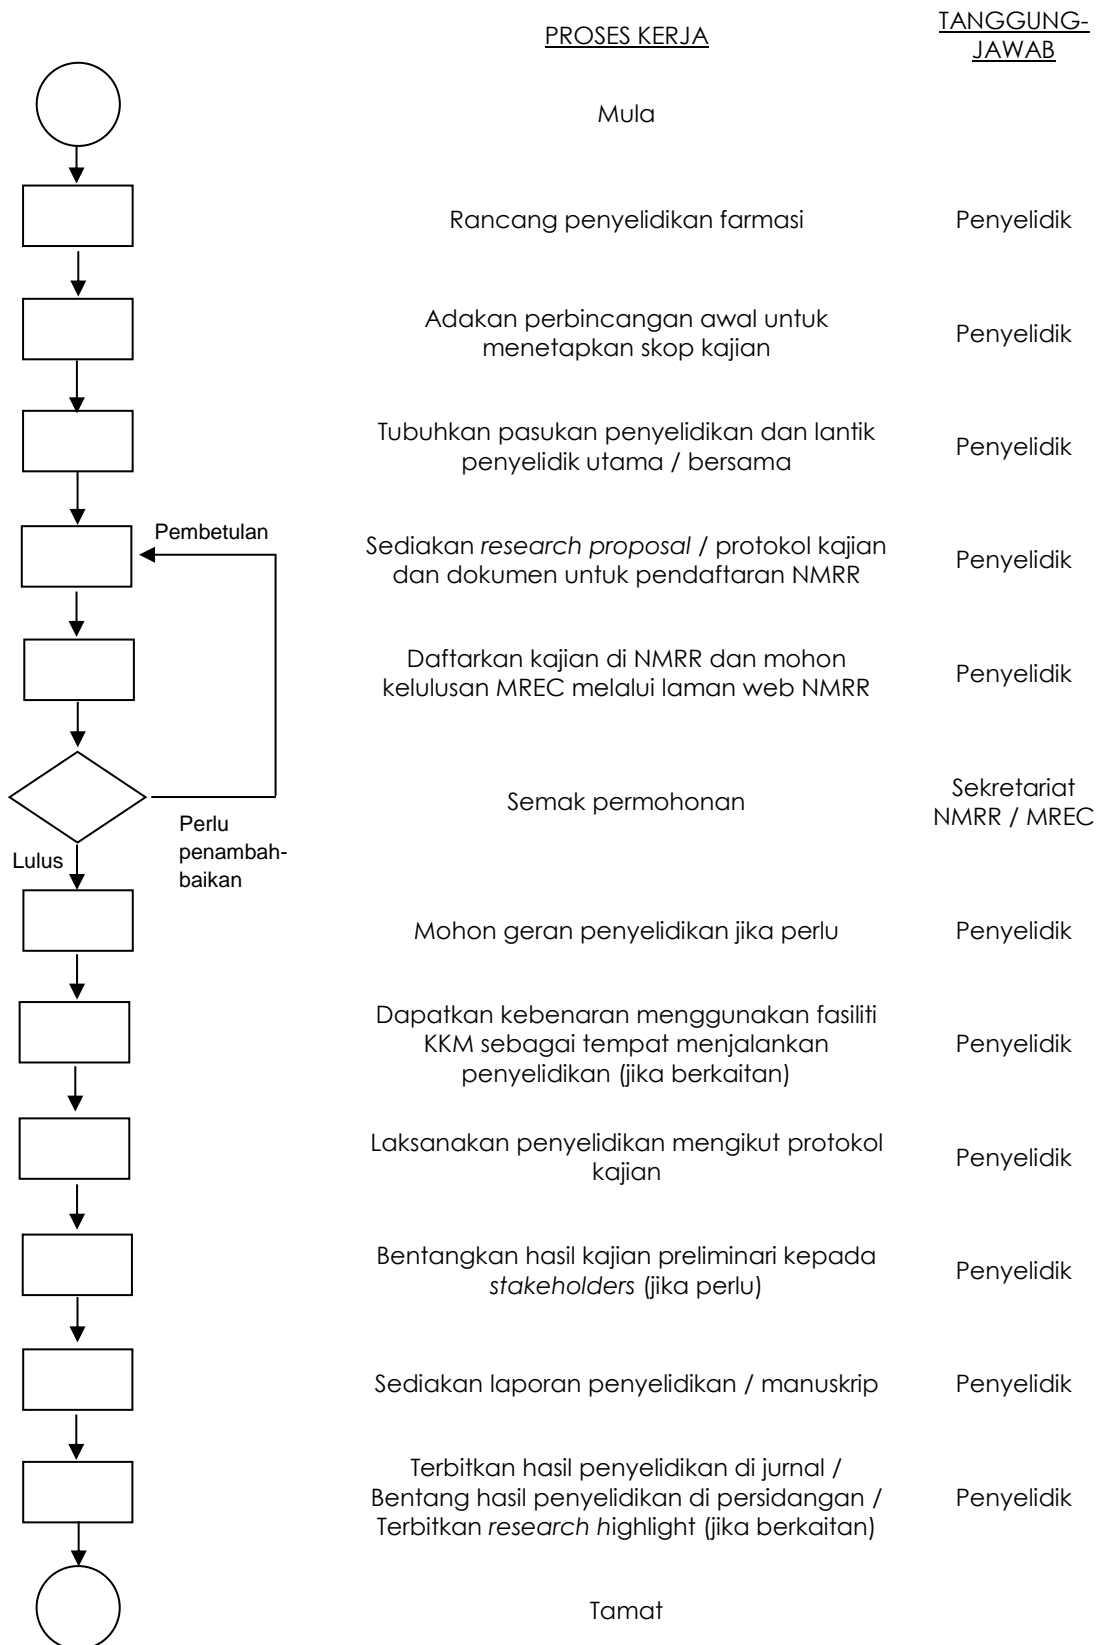 PROSES KERJA
TANGGUNG-
JAWAB
Mula
Rancang penyelidikan farmasi
Penyelidik
Adakan perbincangan awal untuk
menetapkan skop kajian
Penyelidik
Tubuhkan pasukan penyelidikan dan lantik
penyelidik utama / bersama
Penyelidik
Pembetulan
Sediakan research proposal / protokol kajian
dan dokumen untuk pendaftaran NMRR
Penyelidik
Daftarkan kajian di NMRR dan mohon
kelulusan MREC melalui laman web NMRR
Penyelidik
Semak permohonan
Sekretariat
NMRR / MREC
Perlu
penambah-
baikan
Lulus
Mohon geran penyelidikan jika perlu
Penyelidik
Dapatkan kebenaran menggunakan fasiliti
KKM sebagai tempat menjalankan
penyelidikan (jika berkaitan)
Penyelidik
Laksanakan penyelidikan mengikut protokol
kajian
Penyelidik
Bentangkan hasil kajian preliminari kepada
stakeholders (jika perlu)
Penyelidik
Sediakan laporan penyelidikan / manuskrip
Penyelidik
Terbitkan hasil penyelidikan di jurnal /
Bentang hasil penyelidikan di persidangan /
Terbitkan research highlight (jika berkaitan)
Penyelidik
Tamat